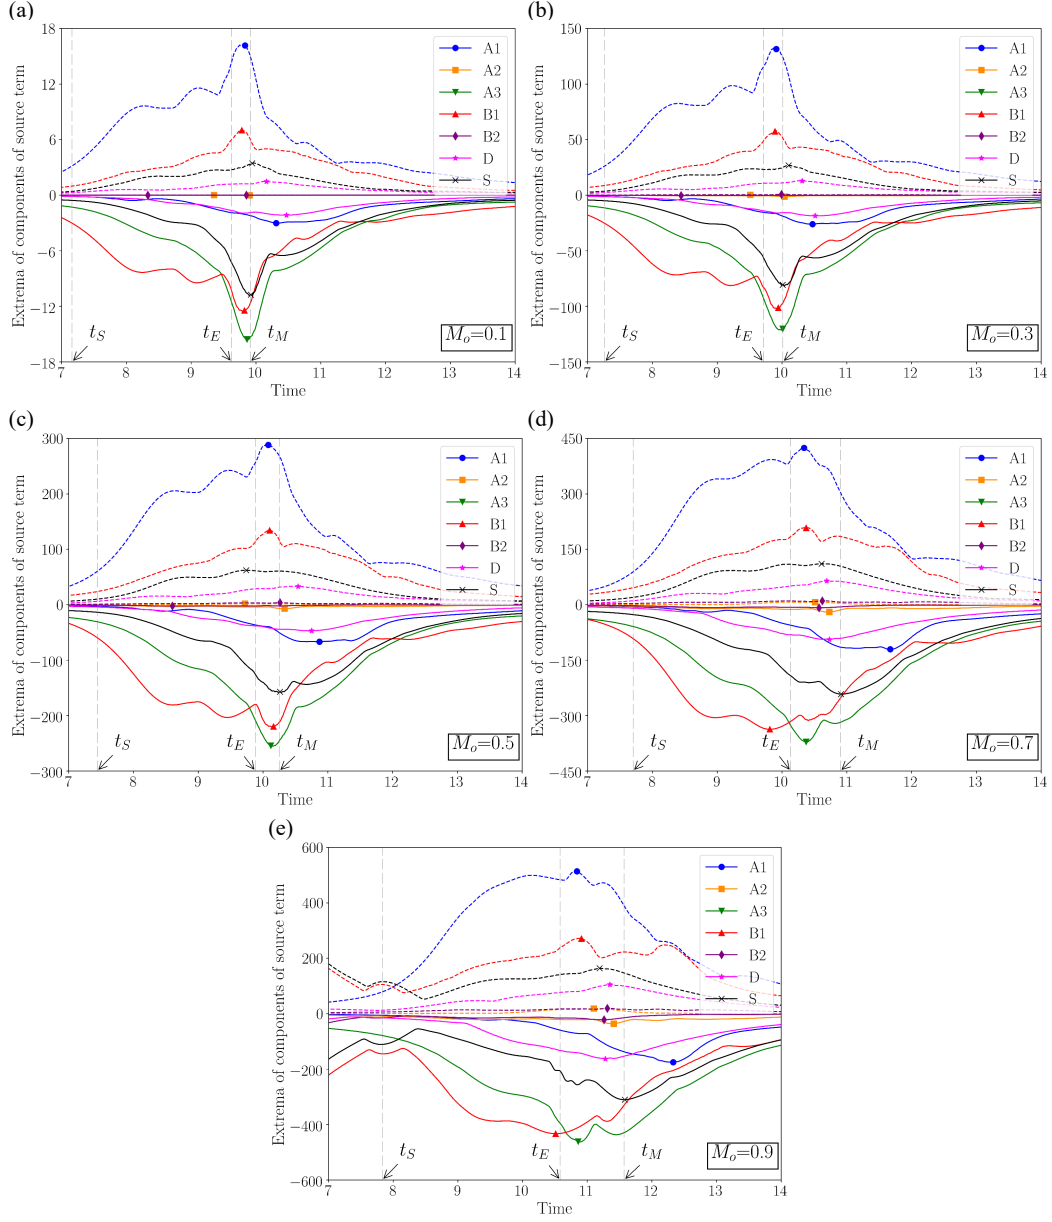 (a)
18
12
6
0
−6
−12
−18
Extrema of components of source term
7 8 9 10 11 12 13 14
Time
A1
A2
A3
B1
B2
D
S
t_S
t_E
t_M
M_o=0.1
(b)
150
100
50
0
−50
−100
−150
Extrema of components of source term
7 8 9 10 11 12 13 14
Time
A1
A2
A3
B1
B2
D
S
t_S
t_E
t_M
M_o=0.3
(c)
300
200
100
0
−100
−200
−300
Extrema of components of source term
7 8 9 10 11 12 13 14
Time
A1
A2
A3
B1
B2
D
S
t_S
t_E
t_M
M_o=0.5
(d)
450
300
150
0
−150
−300
−450
Extrema of components of source term
7 8 9 10 11 12 13 14
Time
A1
A2
A3
B1
B2
D
S
t_S
t_E
t_M
M_o=0.7
(e)
600
400
200
0
−200
−400
−600
Extrema of components of source term
7 8 9 10 11 12 13 14
Time
A1
A2
A3
B1
B2
D
S
t_S
t_E
t_M
M_o=0.9